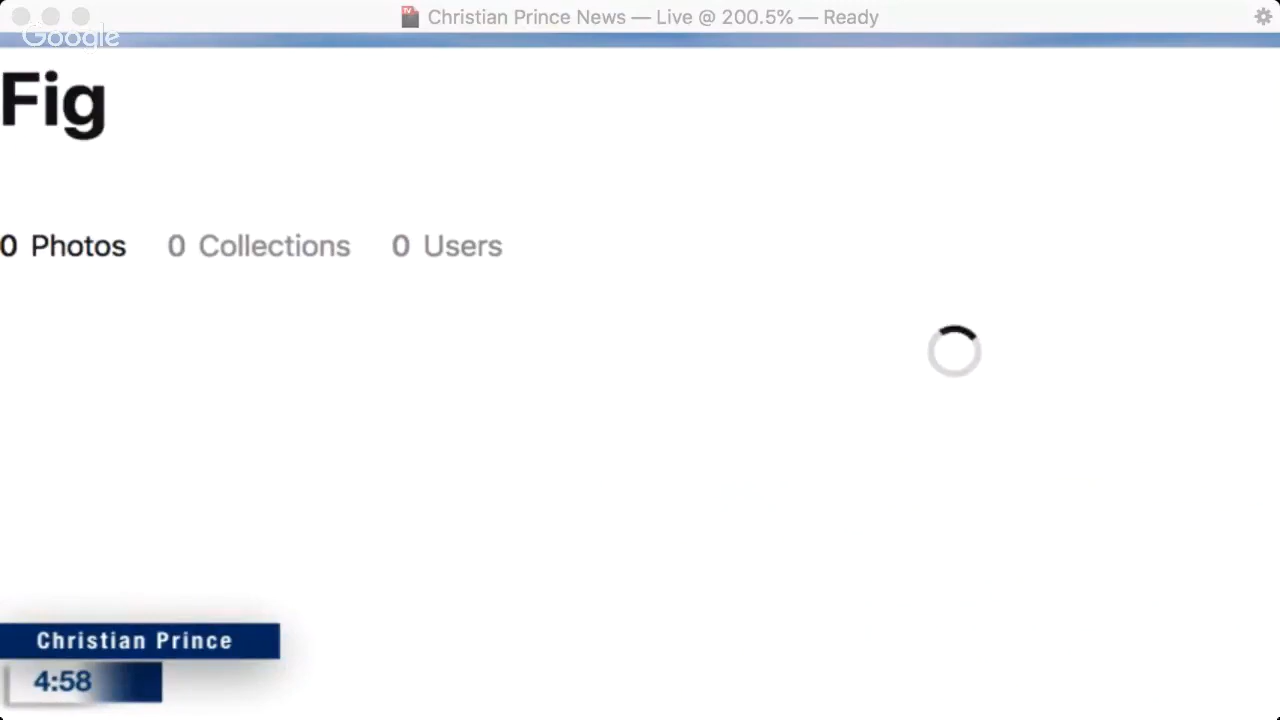 Christian Prince News — Live @ 200.5% — Ready
Google
Fig
0 Photos 0 Collections 0 Users
Christian Prince
4:58